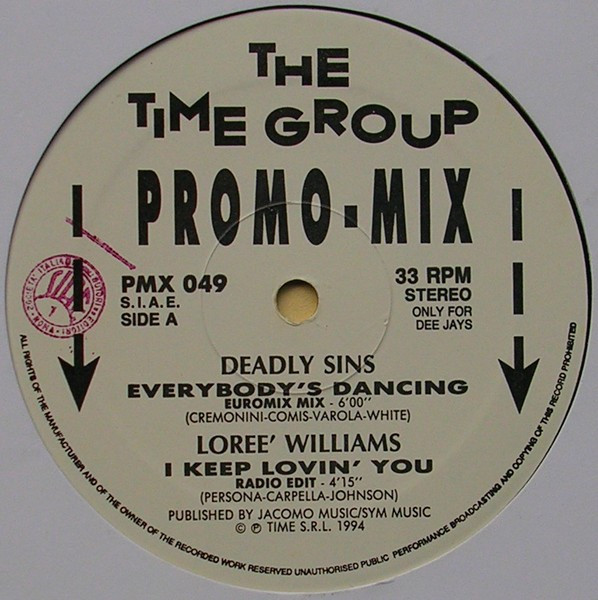 THE
TIME GROUP
PROMO-MIX
PMX 049
S.I.A.E.
SIDE A
33 RPM
STEREO
ONLY FOR
DEE JAYS
DEADLY SINS
EVERYBODY'S DANCING
EUROMIX MIX - 6'00"
(CREMONINI-COMIS-VAROLA-WHITE)
LOREE' WILLIAMS
I KEEP LOVIN' YOU
RADIO EDIT - 4'15"
(PERSONA-CARPELLA-JOHNSON)
PUBLISHED BY JACOMO MUSIC/SYM MUSIC
© ℗ TIME S.R.L. 1994
ALL RIGHTS OF THE MANUFACTURER AND OF THE OWNER OF THE RECORDED WORK RESERVED UNAUTHORISED PUBLIC PERFORMANCE BROADCASTING AND COPYING OF THIS RECORD PROHIBITED